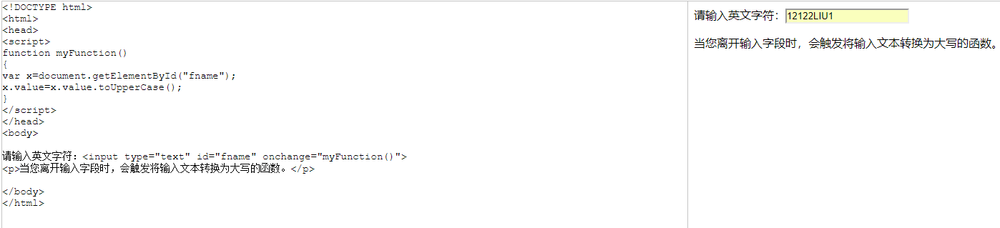 <!DOCTYPE html>
<html>
<head>
<script>
function myFunction()
{
var x=document.getElementById("fname");
x.value=x.value.toUpperCase();
}
</script>
</head>
<body>
请输入英文字符：<input type="text" id="fname" onchange="myFunction()">
<p>当您离开输入字段时，会触发将输入文本转换为大写的函数。</p>
</body>
</html>
请输入英文字符：12122LIU1
当您离开输入字段时，会触发将输入文本转换为大写的函数。